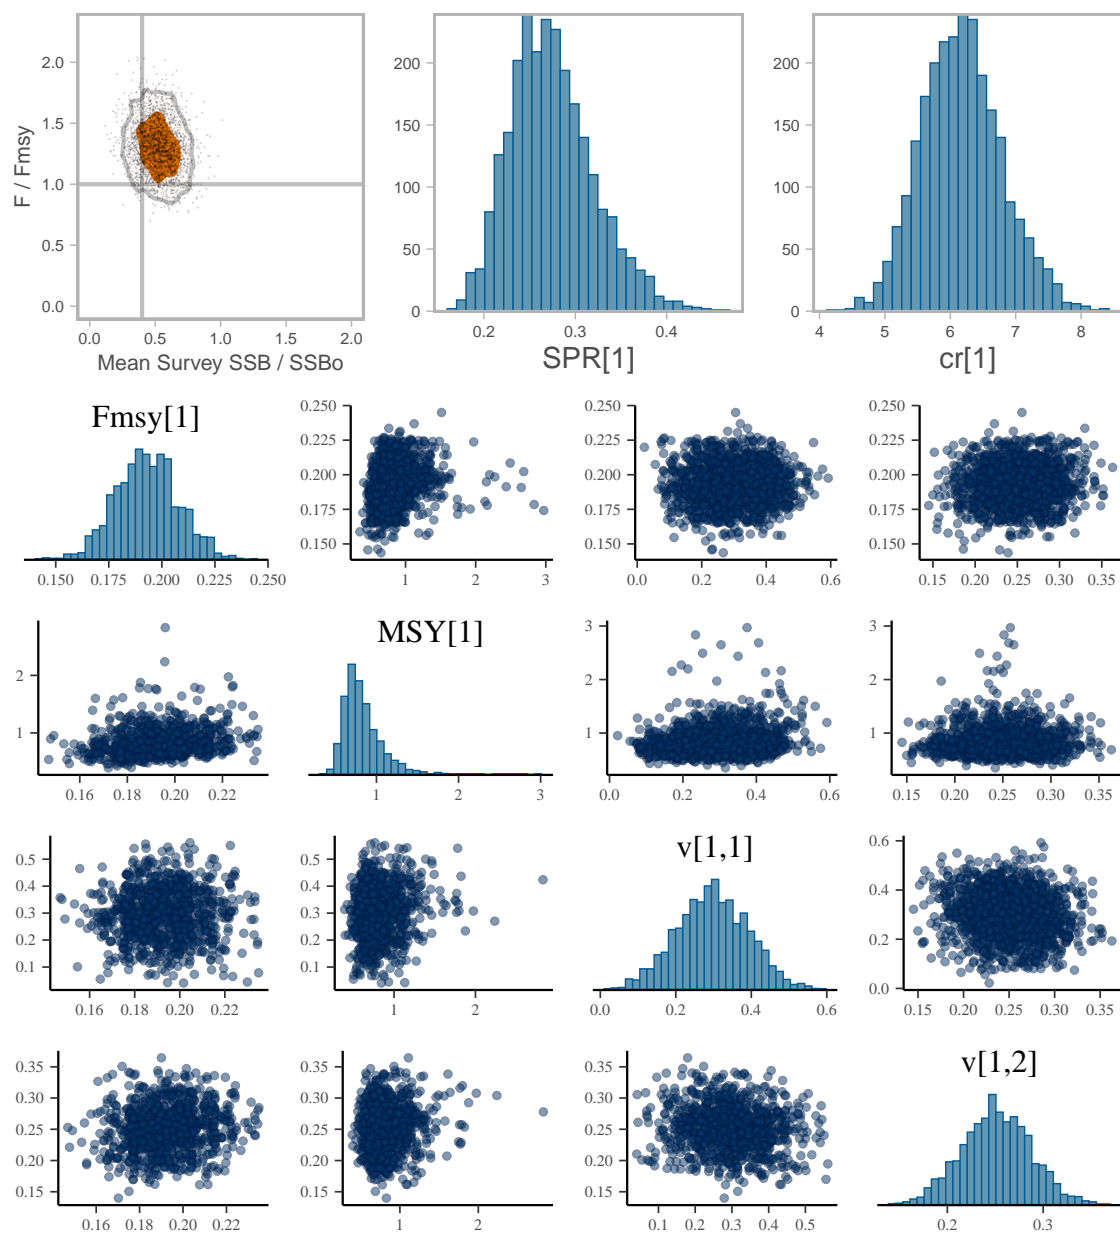 2.0
1.5
1.0
0.5
0.0
F / Fmsy
0.0 0.5 1.0 1.5 2.0
Mean Survey SSB / SSBo
200
150
100
50
0
0.2 0.3 0.4
SPR[1]
200
150
100
50
0
4 5 6 7 8
cr[1]
Fmsy[1]
0.150 0.175 0.200 0.225 0.250
0.250
0.225
0.200
0.175
0.150
1 2 3
0.250
0.225
0.200
0.175
0.150
0.0 0.2 0.4 0.6
0.250
0.225
0.200
0.175
0.150
0.15 0.20 0.25 0.30 0.35
2
1
0.16 0.18 0.20 0.22
MSY[1]
1 2 3
3
2
1
0.0 0.2 0.4 0.6
3
2
1
0.15 0.20 0.25 0.30 0.35
0.5
0.4
0.3
0.2
0.1
0.16 0.18 0.20 0.22
0.5
0.4
0.3
0.2
0.1
1 2
v[1,1]
0.0 0.2 0.4 0.6
0.6
0.4
0.2
0.0
0.15 0.20 0.25 0.30 0.35
0.35
0.30
0.25
0.20
0.15
0.16 0.18 0.20 0.22
0.35
0.30
0.25
0.20
0.15
1 2
0.35
0.30
0.25
0.20
0.15
0.1 0.2 0.3 0.4 0.5
v[1,2]
0.2 0.3